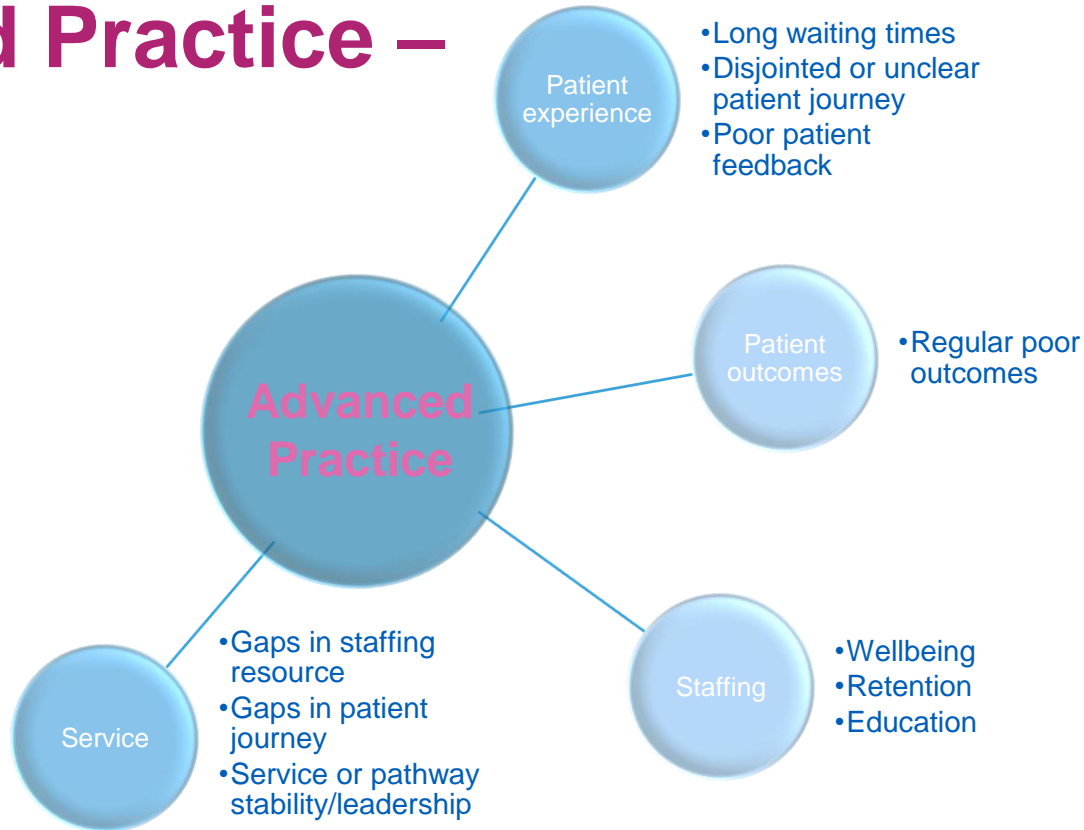 d Practice –
Patient
experience
•Long waiting times
•Disjointed or unclear
patient journey
•Poor patient
feedback
Patient
outcomes
•Regular poor
outcomes
Advanced
Practice
Staffing
•Wellbeing
•Retention
•Education
Service
•Gaps in staffing
resource
•Gaps in patient
journey
•Service or pathway
stability/leadership